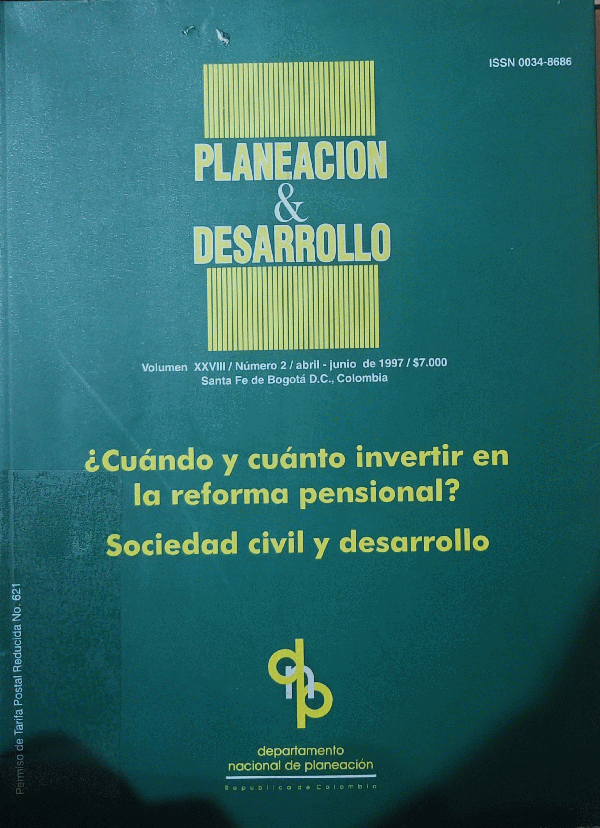 ISSN 0034-8686
PLANEACION
&
DESARROLLO
Volumen XXVIII / Número 2 / abril - junio de 1997 / $7.000
Santa Fe de Bogotá D.C., Colombia
¿Cuándo y cuánto invertir en
la reforma pensional?
Sociedad civil y desarrollo
Permiso de Tarifa Postal Reducida No. 621
dnp
departamento
nacional de planeación
Republica de Colombia